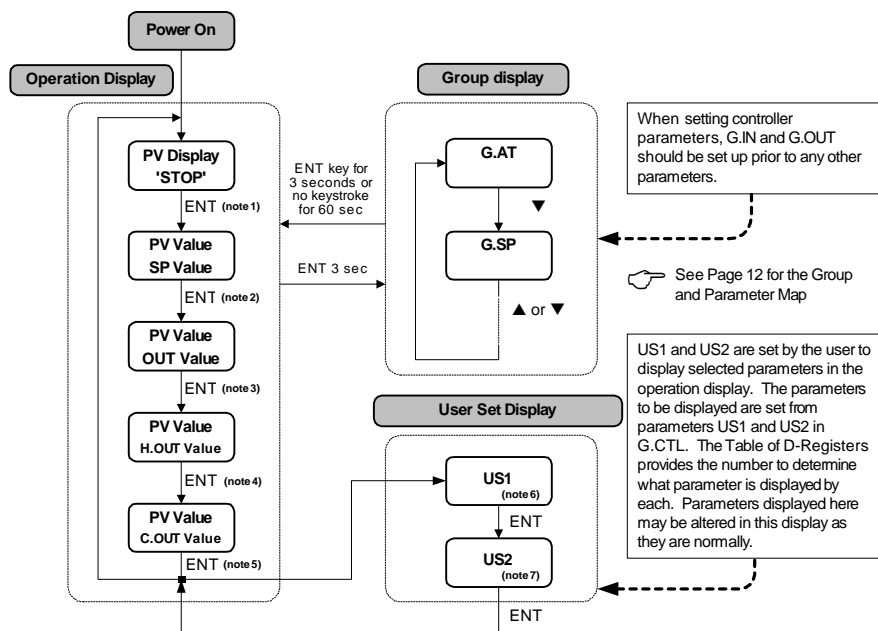 Power On
Operation Display
PV Display
'STOP'
ENT (note 1)
PV Value
SP Value
ENT (note 2)
PV Value
OUT Value
ENT (note 3)
PV Value
H.OUT Value
ENT (note 4)
PV Value
C.OUT Value
ENT (note 5)
ENT key for
3 seconds or
no keystroke
for 60 sec
ENT 3 sec
Group display
G.AT
▼
G.SP
▲ or ▼
When setting controller
parameters, G.IN and G.OUT
should be set up prior to any other
parameters.
See Page 12 for the Group
and Parameter Map
User Set Display
US1
(note 6)
ENT
US2
(note 7)
ENT
US1 and US2 are set by the user to
display selected parameters in the
operation display. The parameters
to be displayed are set from
parameters US1 and US2 in
G.CTL. The Table of D-Registers
provides the number to determine
what parameter is displayed by
each. Parameters displayed here
may be altered in this display as
they are normally.